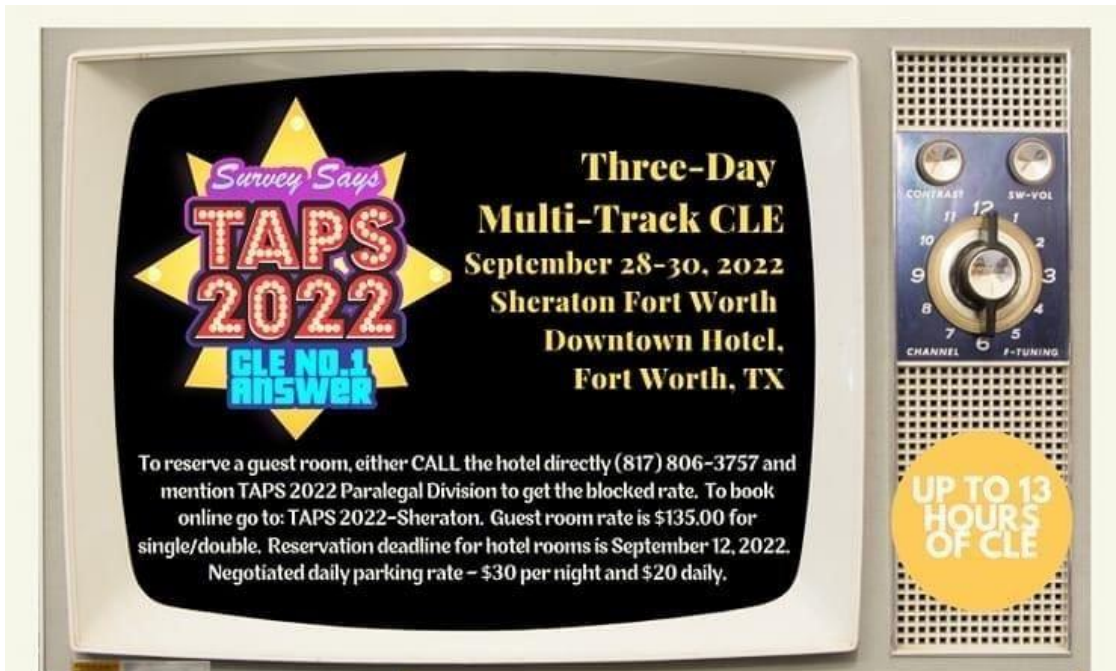 Survey Says
TAPS
2022
CLE NO.1
ANSWER
Three-Day
Multi-Track CLE
September 28-30, 2022
Sheraton Fort Worth
Downtown Hotel,
Fort Worth, TX
To reserve a guest room, either CALL the hotel directly (817) 806-3757 and
mention TAPS 2022 Paralegal Division to get the blocked rate. To book
online go to: TAPS 2022-Sheraton. Guest room rate is $135.00 for
single/double. Reservation deadline for hotel rooms is September 12, 2022.
Negotiated daily parking rate - $30 per night and $20 daily.
CONTRAST SW-VOL
12
11 1
10 2
9 3
8 4
7 5
6
CHANNEL F-TUNING
UP TO 13
HOURS
OF CLE